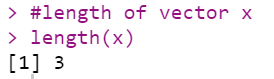 > #length of vector x
> length(x)
[1] 3